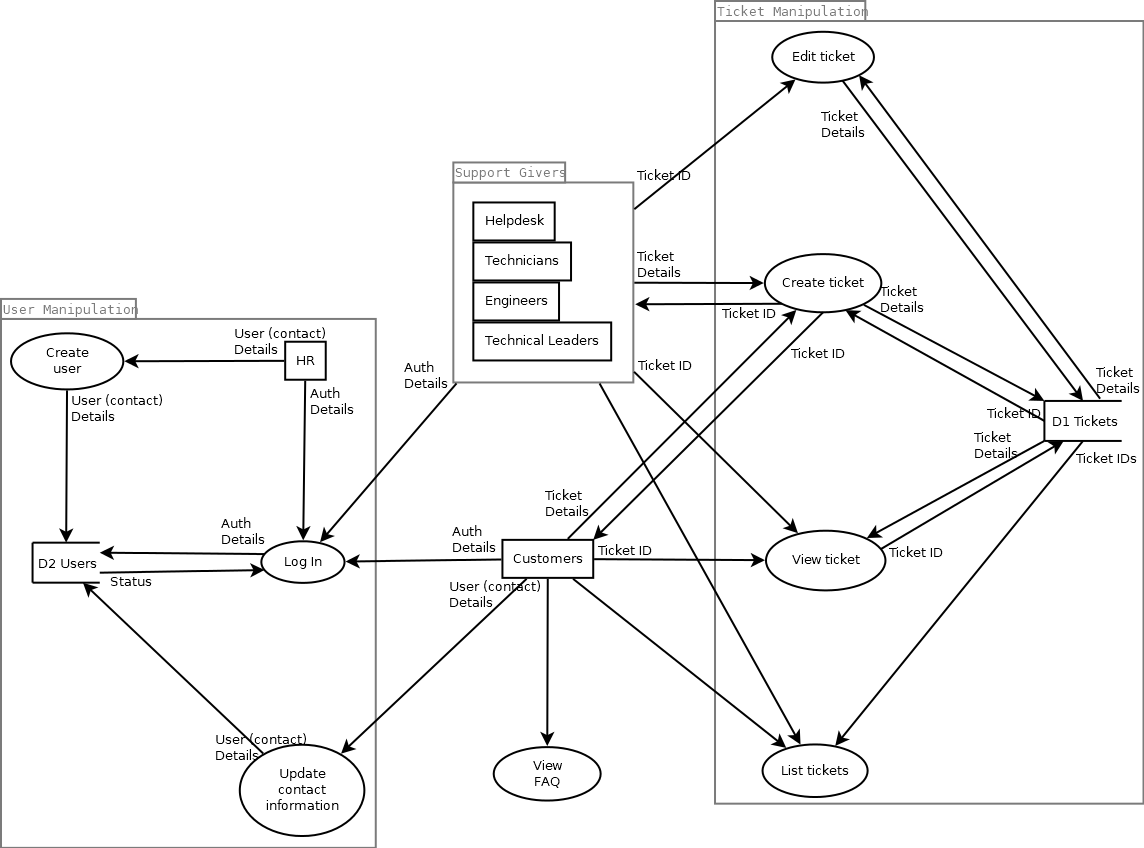 Ticket Manipulation
Edit ticket
Ticket
Details
Support Givers
Ticket ID
Helpdesk
Technicians
Engineers
Technical Leaders
Ticket
Details
Create ticket
Ticket
Details
Ticket ID
Ticket ID
Ticket ID
User Manipulation
Create
user
User (contact)
Details
HR
Auth
Details
User (contact)
Details
Auth
Details
Ticket
Details
Ticket ID
D1 Tickets
Ticket
Details
Ticket IDs
Ticket
Details
Auth
Details
Auth
Details
D2 Users
Status
Log In
Customers
Ticket ID
View ticket
Ticket ID
User (contact)
Details
User (contact)
Details
Update
contact
information
View
FAQ
List tickets